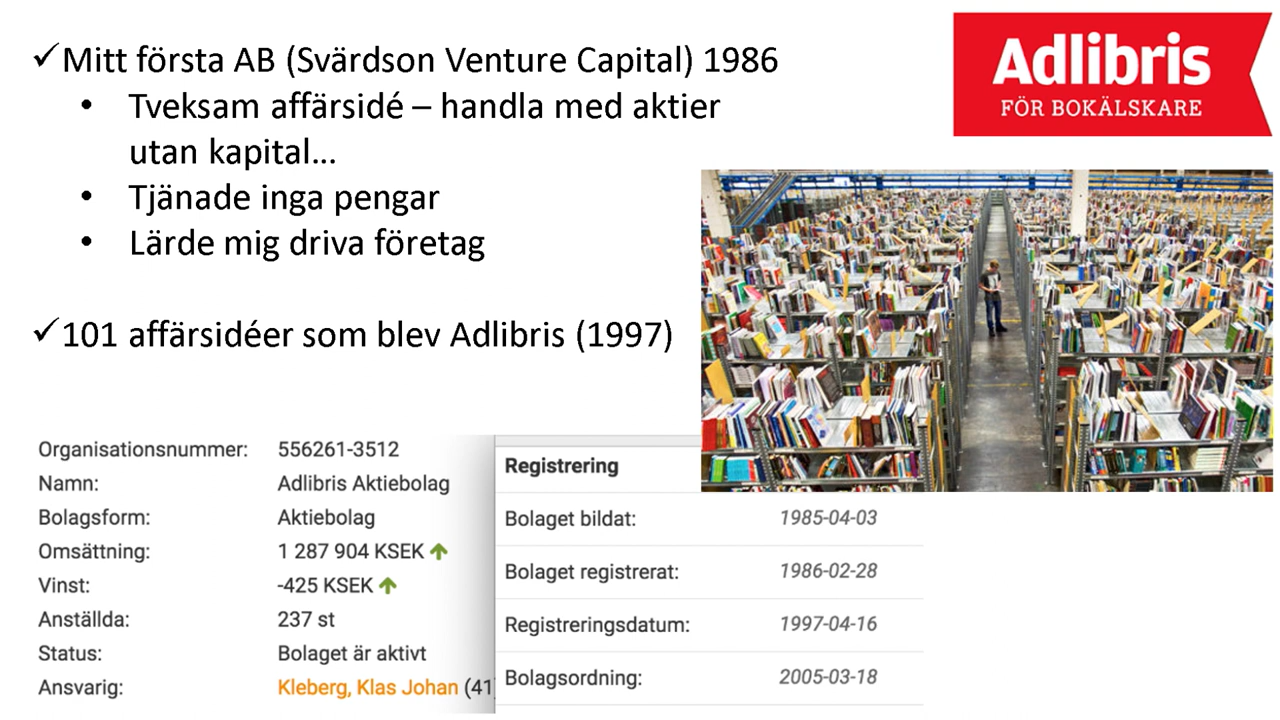 ✓Mitt första AB (Svärdson Venture Capital) 1986
• Tveksam affärsidé – handla med aktier
utan kapital…
• Tjänade inga pengar
• Lärde mig driva företag
✓101 affärsidéer som blev Adlibris (1997)
Adlibris
FÖR BOKÄLSKARE
Organisationsnummer: 556261-3512
Namn: Adlibris Aktiebolag
Bolagsform: Aktiebolag
Omsättning: 1 287 904 KSEK
Vinst: -425 KSEK
Anställda: 237 st
Status: Bolaget är aktivt
Ansvarig: Kleberg, Klas Johan (41
Registrering
Bolaget bildat: 1985-04-03
Bolaget registrerat: 1986-02-28
Registreringsdatum: 1997-04-16
Bolagsordning: 2005-03-18